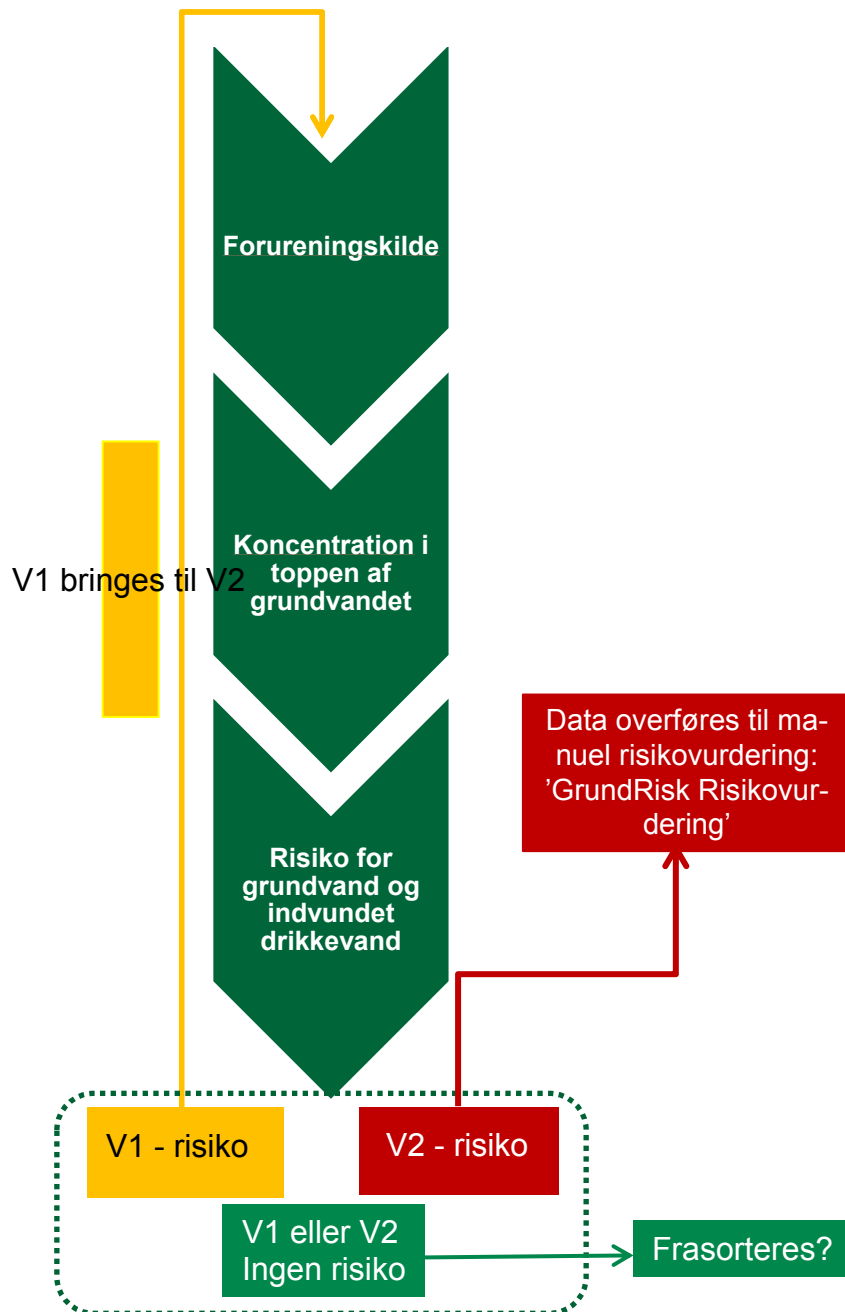 Forureningskilde
Koncentration i
toppen af
grundvandet
V1 bringes til V2
Data overføres til ma-
nuel risikovurdering:
’GrundRisk Risikovur-
dering’
Risiko for
grundvand og
indvundet
drikkevand
V1 - risiko
V2 - risiko
V1 eller V2
Ingen risiko
Frasorteres?